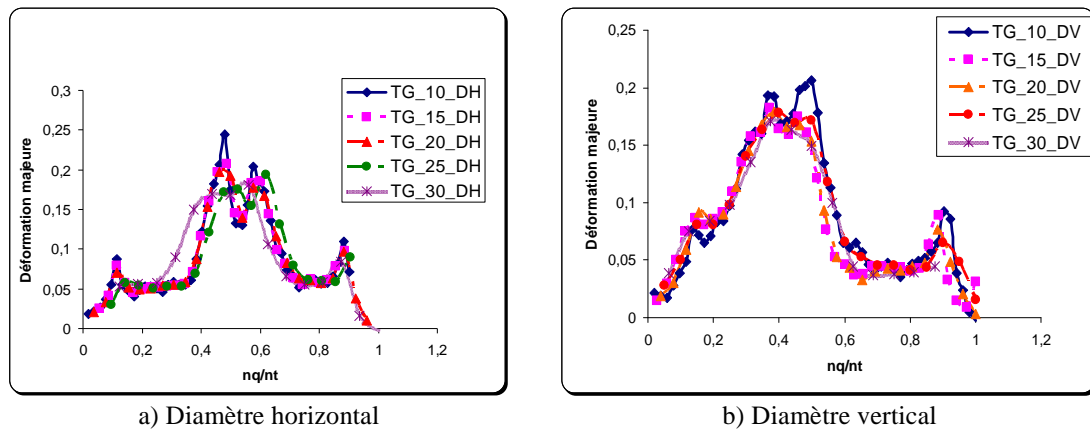 Déformation majeure
0,3
0,25
0,2
0,15
0,1
0,05
0
0
0,2
0,4
0,6
0,8
1
1,2
nq/nt
TG_10_DH
TG_15_DH
TG_20_DH
TG_25_DH
TG_30_DH
a) Diamètre horizontal
Déformation majeure
0,25
0,2
0,15
0,1
0,05
0
0
0,2
0,4
0,6
0,8
1
1,2
nq/nt
TG_10_DV
TG_15_DV
TG_20_DV
TG_25_DV
TG_30_DV
b) Diamètre vertical